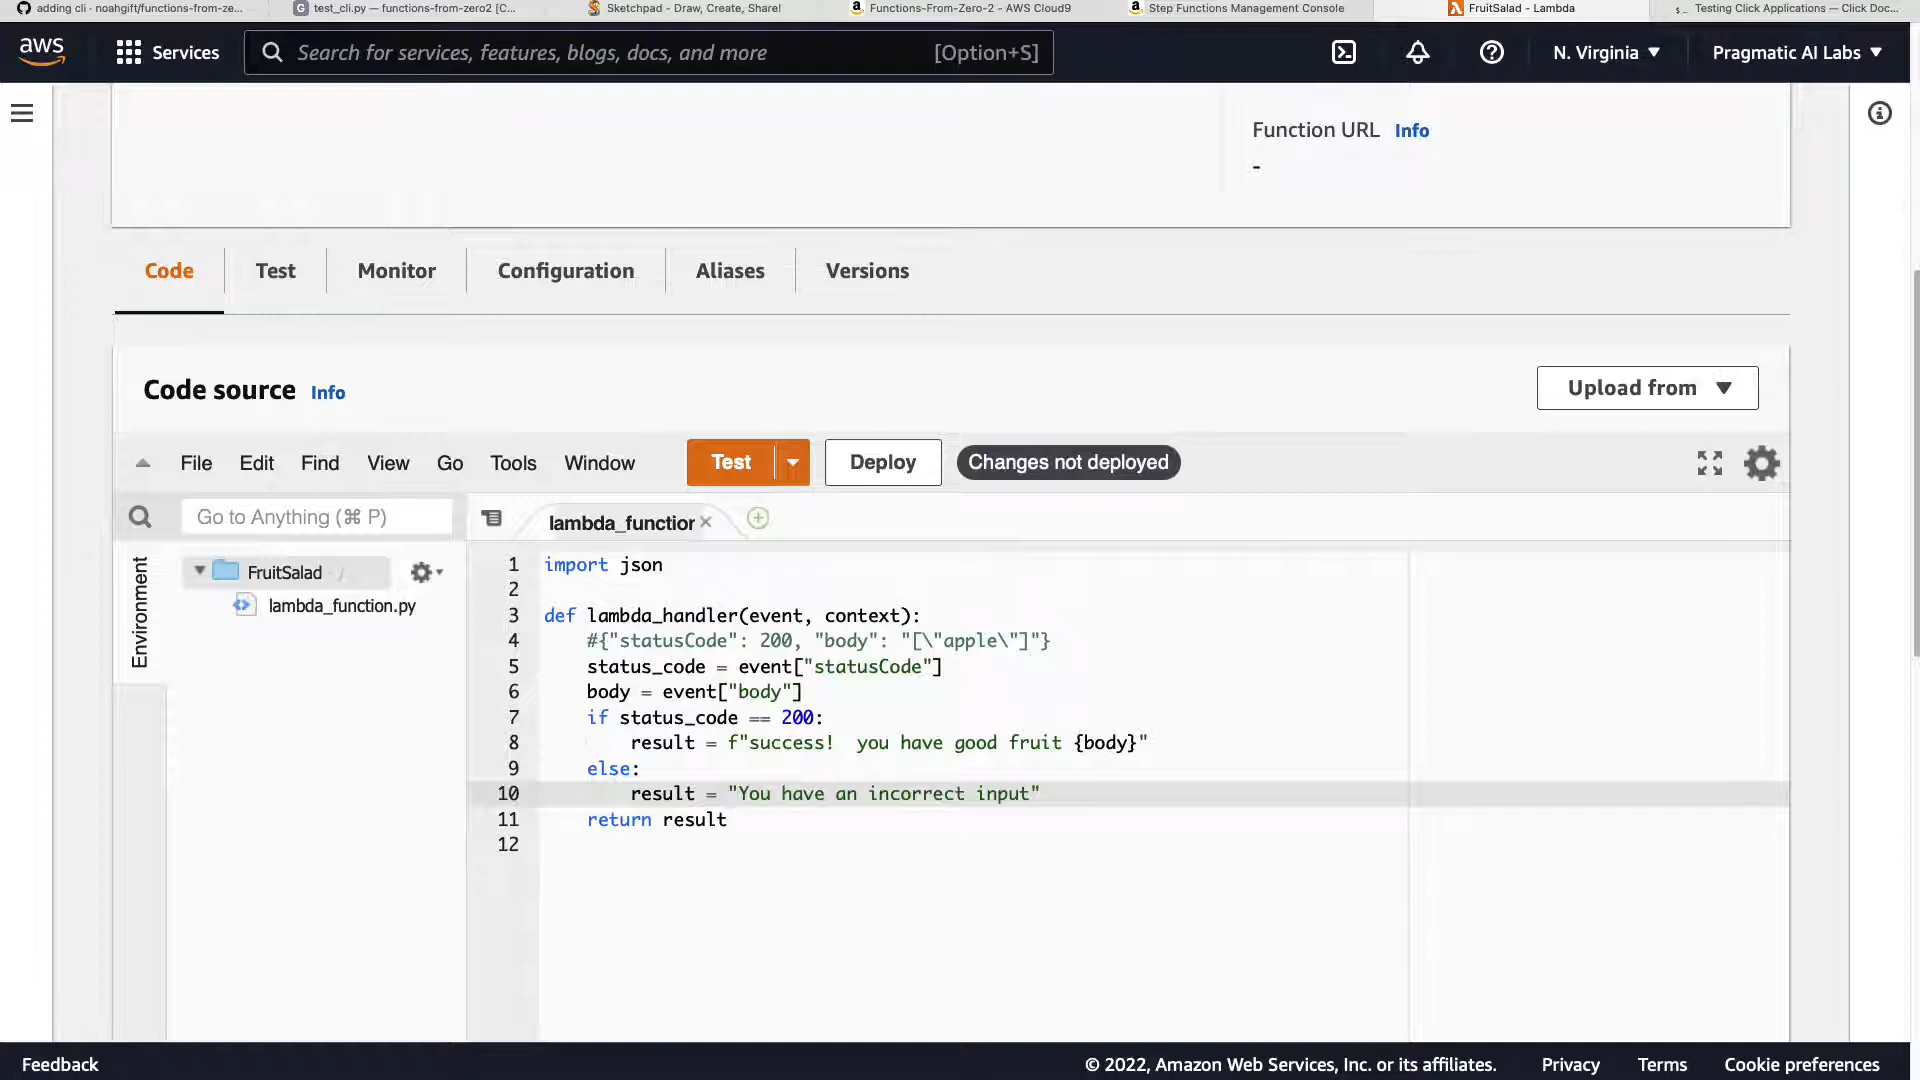 adding cli · noahgift/functions-from-ze...
test_cli.py — functions-from-zero2 [C...
Sketchpad - Draw, Create, Share!
Functions-From-Zero-2 - AWS Cloud9
Step Functions Management Console
FruitSalad - Lambda
Testing Click Applications — Click Doc...
aws
Services
Search for services, features, blogs, docs, and more
[Option+S]
N. Virginia ▼
Pragmatic AI Labs ▼
Function URL Info
-
Code
Test
Monitor
Configuration
Aliases
Versions
Code source Info
Upload from ▼
File Edit Find View Go Tools Window
Test
Deploy
Changes not deployed
Go to Anything (⌘ P)
lambda_function
Environment
FruitSalad /
lambda_function.py
1 import json
2
3 def lambda_handler(event, context):
4 #{"statusCode": 200, "body": "[\"apple\"]"}
5 status_code = event["statusCode"]
6 body = event["body"]
7 if status_code == 200:
8 result = f"success!  you have good fruit {body}"
9 else:
10 result = "You have an incorrect input"
11 return result
12
Feedback
© 2022, Amazon Web Services, Inc. or its affiliates.
Privacy
Terms
Cookie preferences